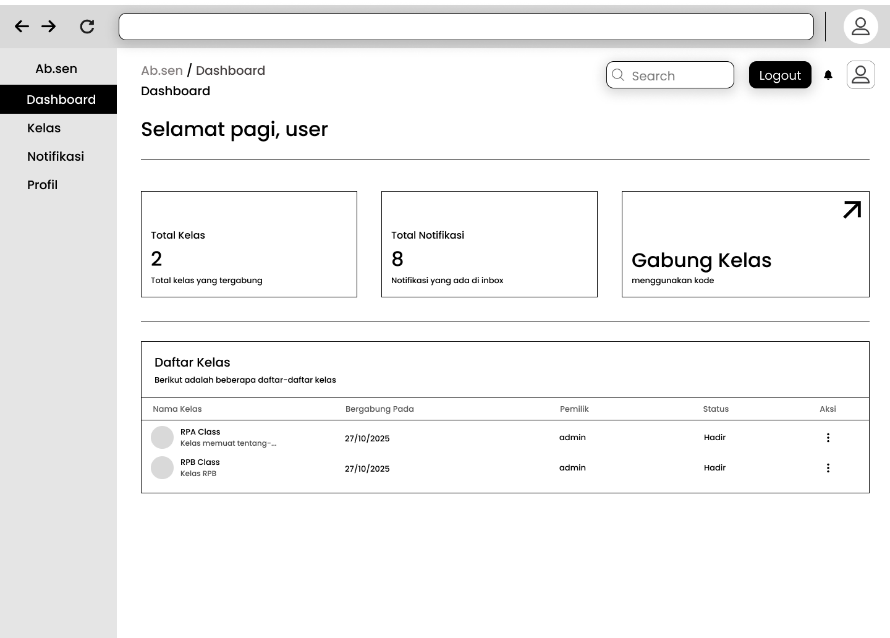 Ab.sen
Dashboard
Kelas
Notifikasi
Profil
Ab.sen / Dashboard
Dashboard
Search
Logout
Selamat pagi, user
Total Kelas
2
Total kelas yang tergabung
Total Notifikasi
8
Notifikasi yang ada di inbox
Gabung Kelas
menggunakan kode
Daftar Kelas
Berikut adalah beberapa daftar-daftar kelas
Nama Kelas Bergabung Pada Pemilik Status Aksi
RPA Class
Kelas memuat tentang-... 27/10/2025 admin Hadir
RPB Class
Kelas RPB 27/10/2025 admin Hadir